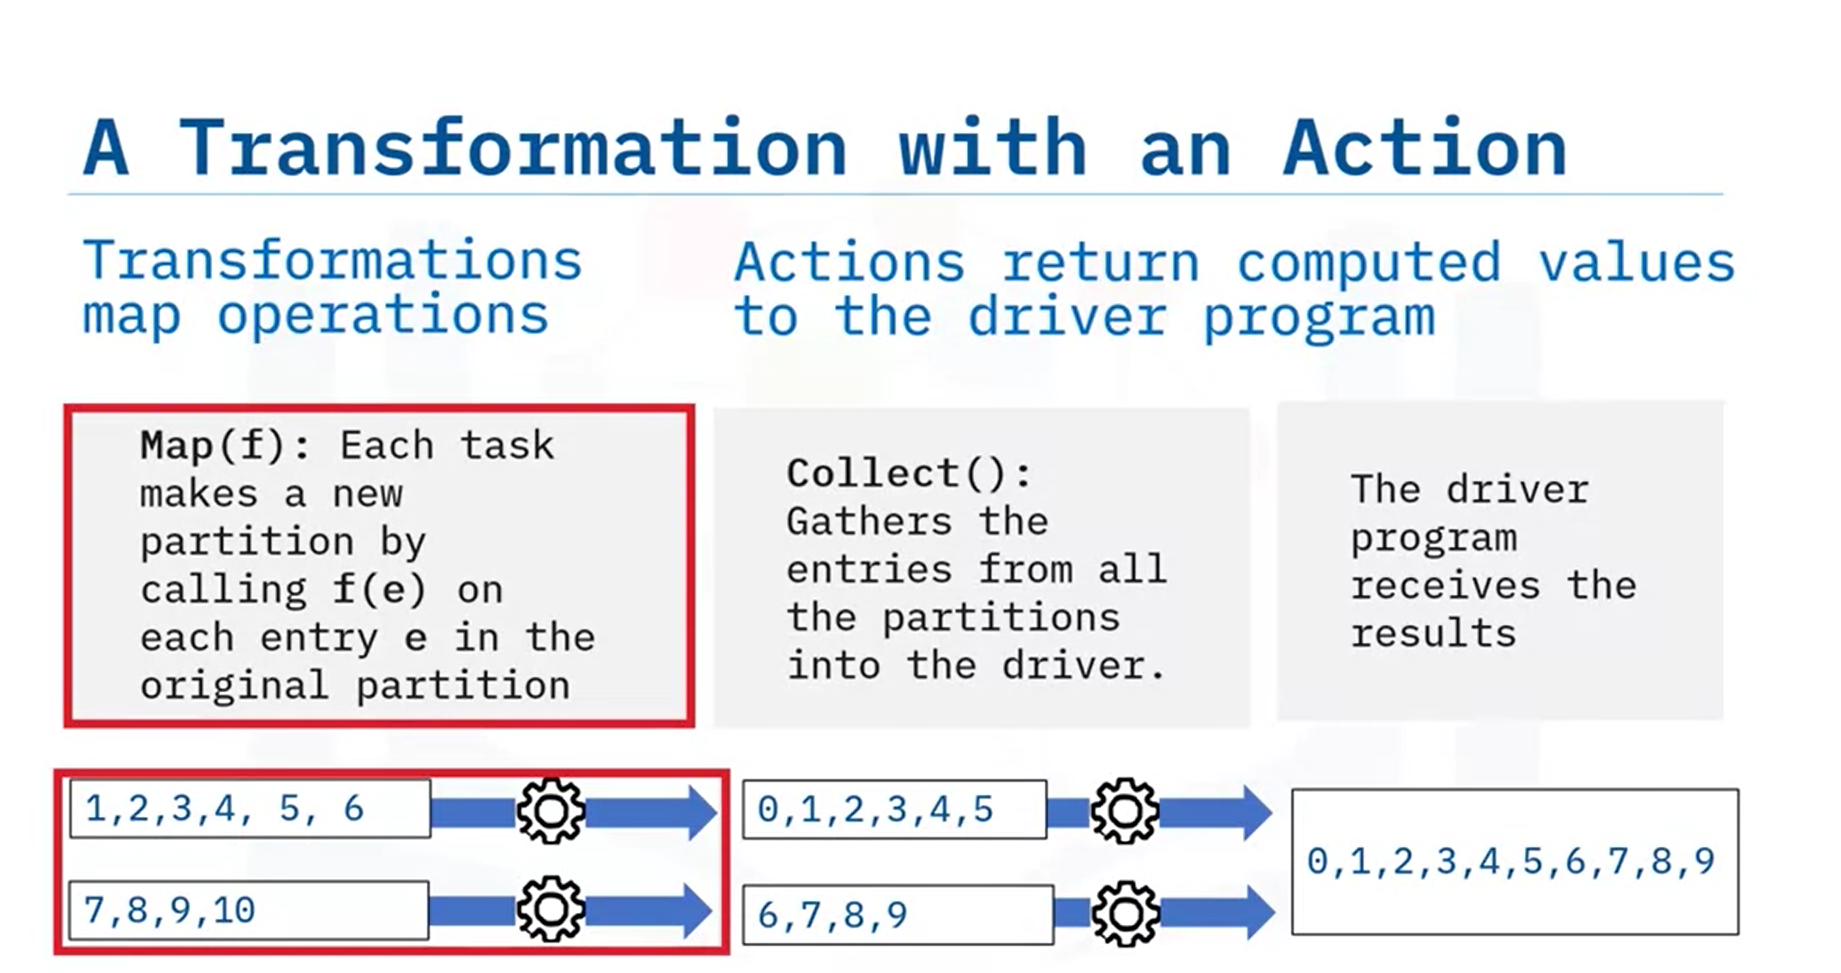 A Transformation with an Action
Transformations
map operations
Actions return computed values
to the driver program
Map(f): Each task
makes a new
partition by
calling f(e) on
each entry e in the
original partition
Collect():
Gathers the
entries from all
the partitions
into the driver.
The driver
program
receives the
results
1,2,3,4, 5, 6
7,8,9,10
0,1,2,3,4,5
6,7,8,9
0,1,2,3,4,5,6,7,8,9